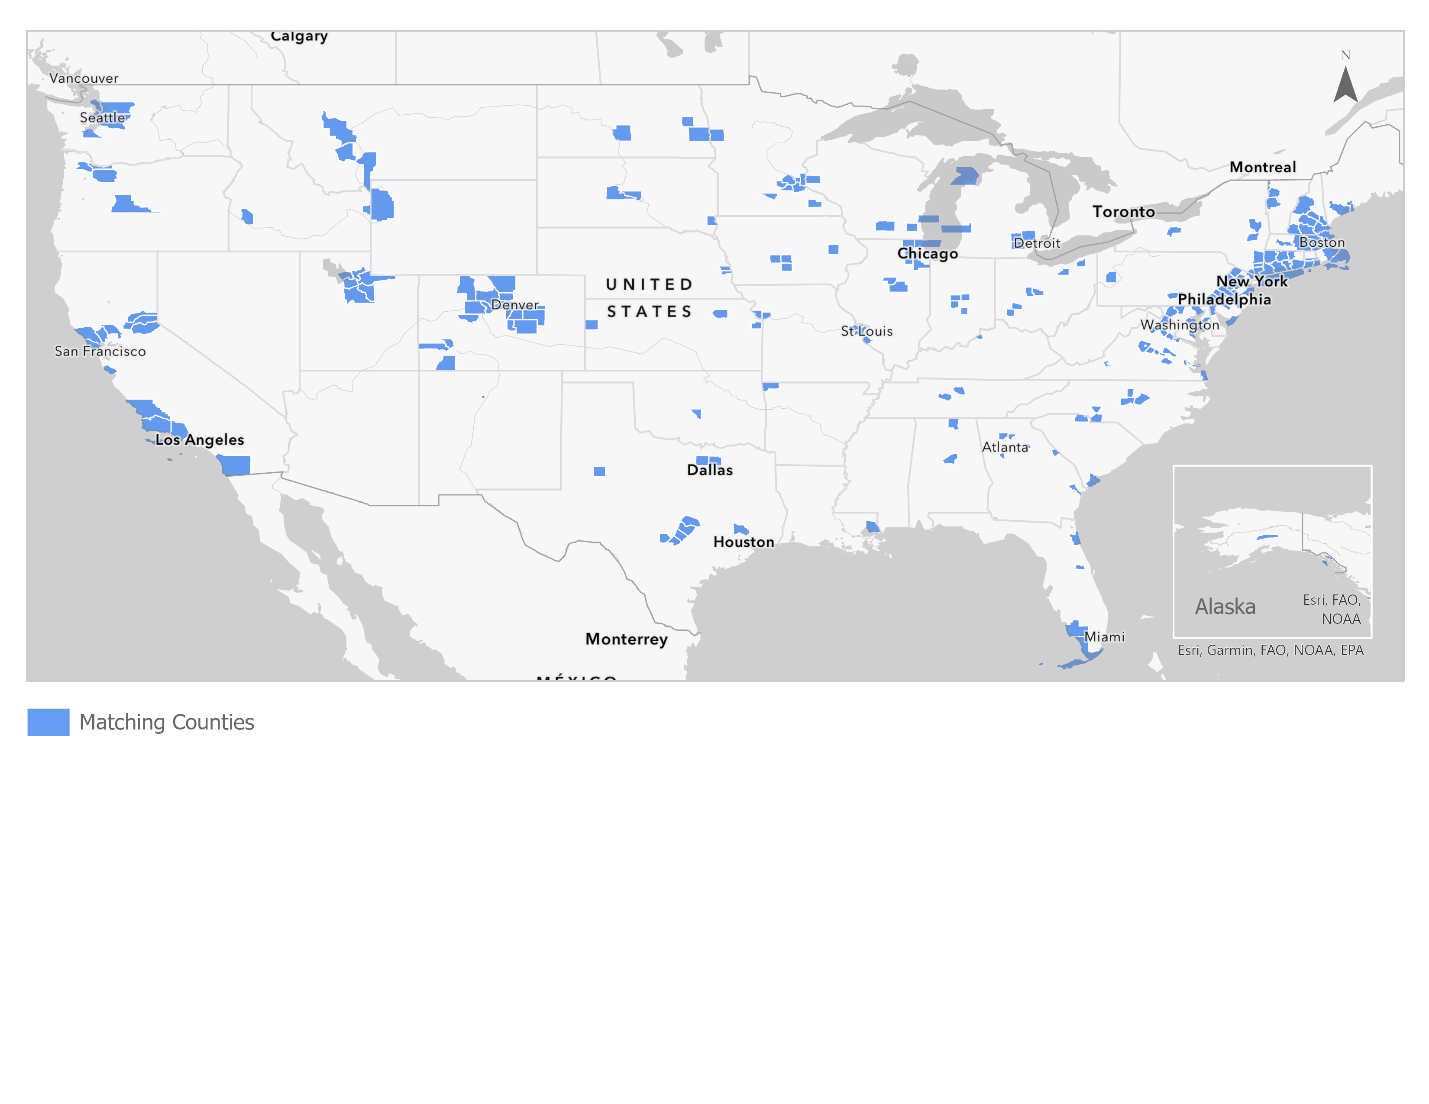 Calgary
Vancouver
N
Seattle
Montreal
Toronto
Detroit
Boston
Chicago
UNITED
STATES
New York
Philadelphia
Denver
Washington
St Louis
San Francisco
Los Angeles
Atlanta
Dallas
Houston
Alaska
Esri, FAO,
NOAA
Monterrey
Miami
Esri, Garmin, FAO, NOAA, EPA
MÉXICO
Matching Counties